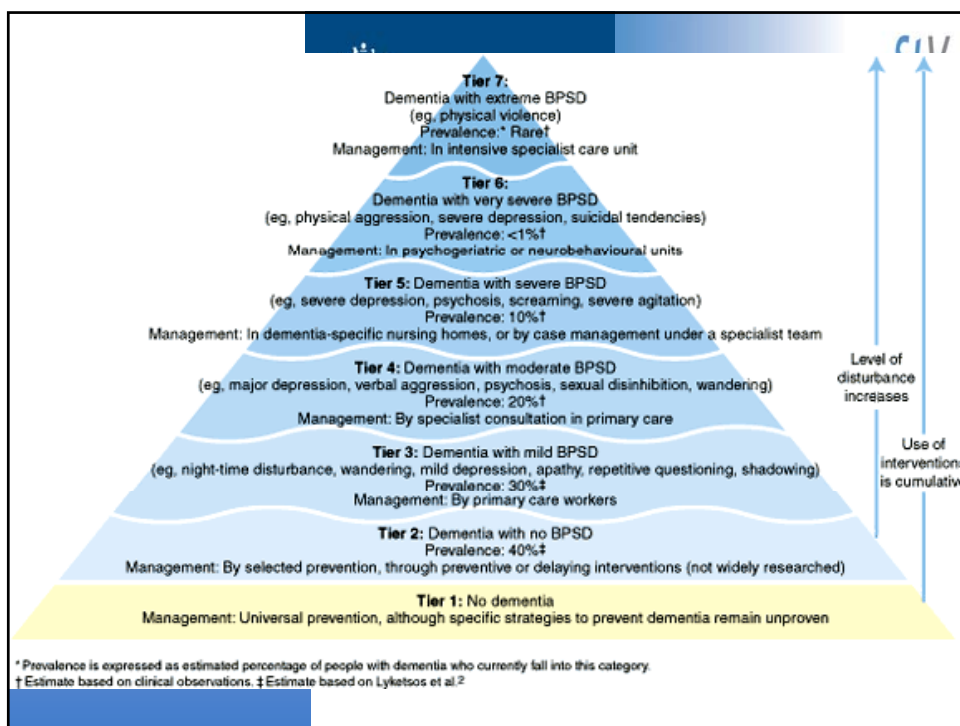 Tier 7:
Dementia with extreme BPSD
(eg, physical violence)
Prevalence:* Rare†
Management: In intensive specialist care unit
Tier 6:
Dementia with very severe BPSD
(eg, physical aggression, severe depression, suicidal tendencies)
Prevalence: <1%†
Management: In psychogeriatric or neurobehavioural units
Tier 5: Dementia with severe BPSD
(eg, severe depression, psychosis, screaming, severe agitation)
Prevalence: 10%†
Management: In dementia-specific nursing homes, or by case management under a specialist team
Tier 4: Dementia with moderate BPSD
(eg, major depression, verbal aggression, psychosis, sexual disinhibition, wandering)
Prevalence: 20%†
Management: By specialist consultation in primary care
Tier 3: Dementia with mild BPSD
(eg, night-time disturbance, wandering, mild depression, apathy, repetitive questioning, shadowing)
Prevalence: 30%‡
Management: By primary care workers
Tier 2: Dementia with no BPSD
Prevalence: 40%‡
Management: By selected prevention, through preventive or delaying interventions (not widely researched)
Tier 1: No dementia
Management: Universal prevention, although specific strategies to prevent dementia remain unproven
Level of
disturbance
increases
Use of
interventions
is cumulative
* Prevalence is expressed as estimated percentage of people with dementia who currently fall into this category.
† Estimate based on clinical observations. ‡ Estimate based on Lyketsos et al.²